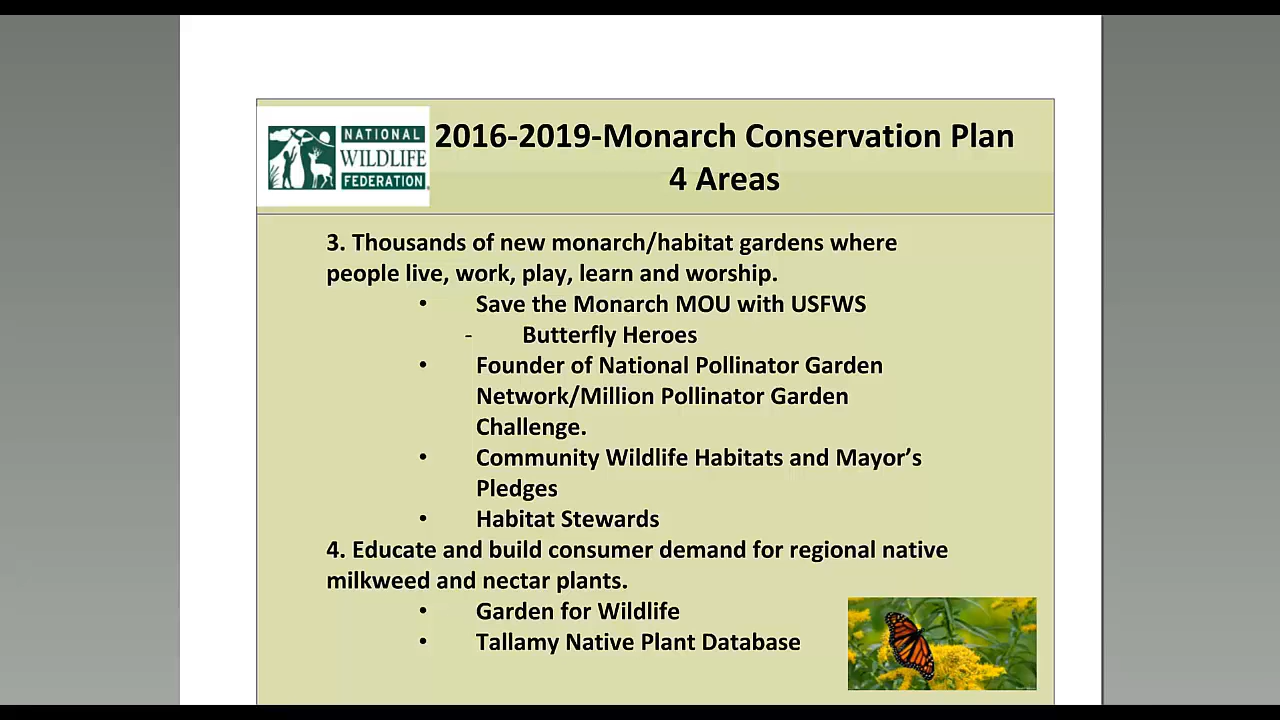 NATIONAL
WILDLIFE
FEDERATION
2016-2019-Monarch Conservation Plan
4 Areas
3. Thousands of new monarch/habitat gardens where
people live, work, play, learn and worship.
• Save the Monarch MOU with USFWS
- Butterfly Heroes
• Founder of National Pollinator Garden
Network/Million Pollinator Garden
Challenge.
• Community Wildlife Habitats and Mayor’s
Pledges
• Habitat Stewards
4. Educate and build consumer demand for regional native
milkweed and nectar plants.
• Garden for Wildlife
• Tallamy Native Plant Database